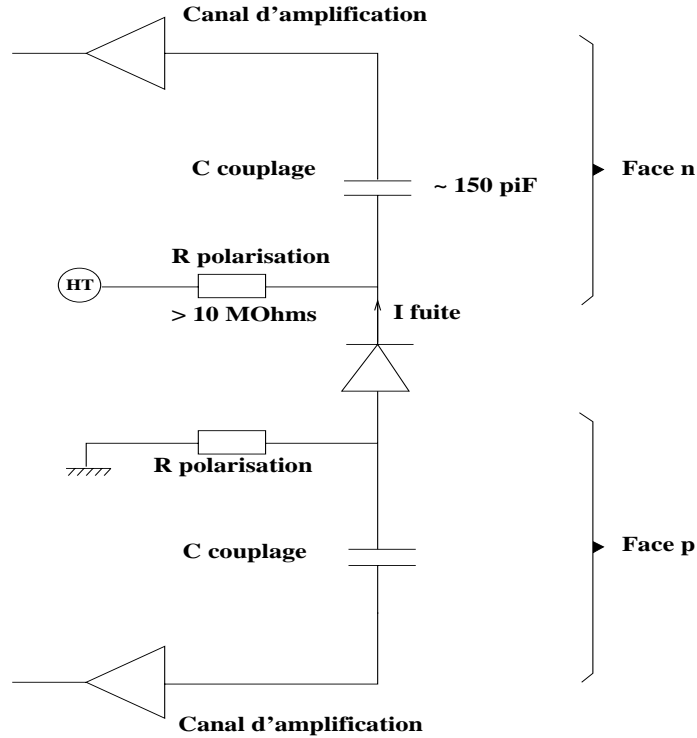 Canal d'amplification
C couplage
~ 150 piF
Face n
R polarisation
HT
> 10 MOhms
I fuite
R polarisation
C couplage
Face p
Canal d'amplification